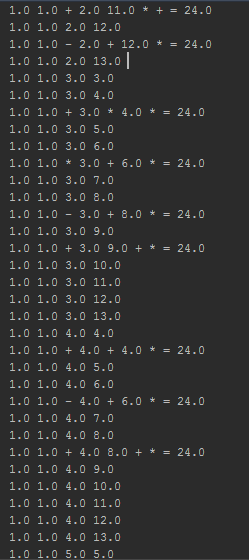 1.0 1.0 + 2.0 11.0 * + = 24.0
1.0 1.0 2.0 12.0
1.0 1.0 - 2.0 + 12.0 * = 24.0
1.0 1.0 2.0 13.0
1.0 1.0 3.0 3.0
1.0 1.0 3.0 4.0
1.0 1.0 + 3.0 * 4.0 * = 24.0
1.0 1.0 3.0 5.0
1.0 1.0 3.0 6.0
1.0 1.0 * 3.0 + 6.0 * = 24.0
1.0 1.0 3.0 7.0
1.0 1.0 3.0 8.0
1.0 1.0 - 3.0 + 8.0 * = 24.0
1.0 1.0 3.0 9.0
1.0 1.0 + 3.0 9.0 + * = 24.0
1.0 1.0 3.0 10.0
1.0 1.0 3.0 11.0
1.0 1.0 3.0 12.0
1.0 1.0 3.0 13.0
1.0 1.0 4.0 4.0
1.0 1.0 + 4.0 + 4.0 * = 24.0
1.0 1.0 4.0 5.0
1.0 1.0 4.0 6.0
1.0 1.0 - 4.0 + 6.0 * = 24.0
1.0 1.0 4.0 7.0
1.0 1.0 4.0 8.0
1.0 1.0 + 4.0 8.0 + * = 24.0
1.0 1.0 4.0 9.0
1.0 1.0 4.0 10.0
1.0 1.0 4.0 11.0
1.0 1.0 4.0 12.0
1.0 1.0 4.0 13.0
1.0 1.0 5.0 5.0